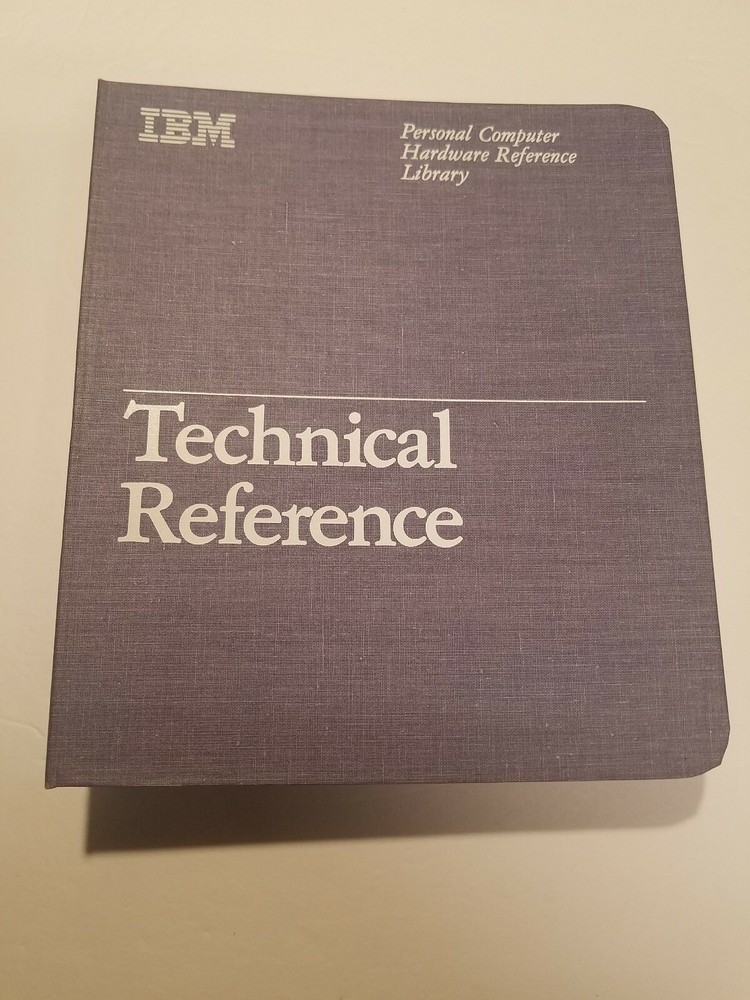 IBM
Personal Computer
Hardware Reference
Library
Technical
Reference